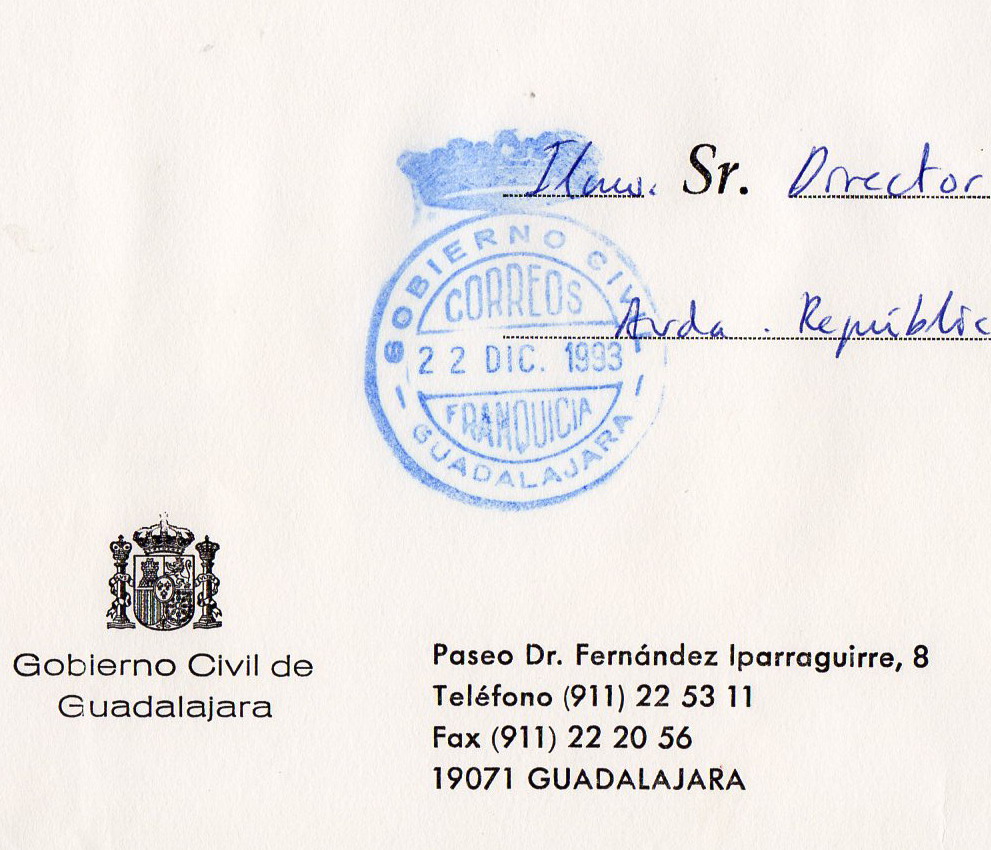 Ilmo. Sr. Director
GOBIERNO CIVIL
CORREOS
Avda. Repúblic
22 DIC. 1993
FRANQUICIA
GUADALAJARA
Gobierno Civil de
Guadalajara
Paseo Dr. Fernández Iparraguirre, 8
Teléfono (911) 22 53 11
Fax (911) 22 20 56
19071 GUADALAJARA